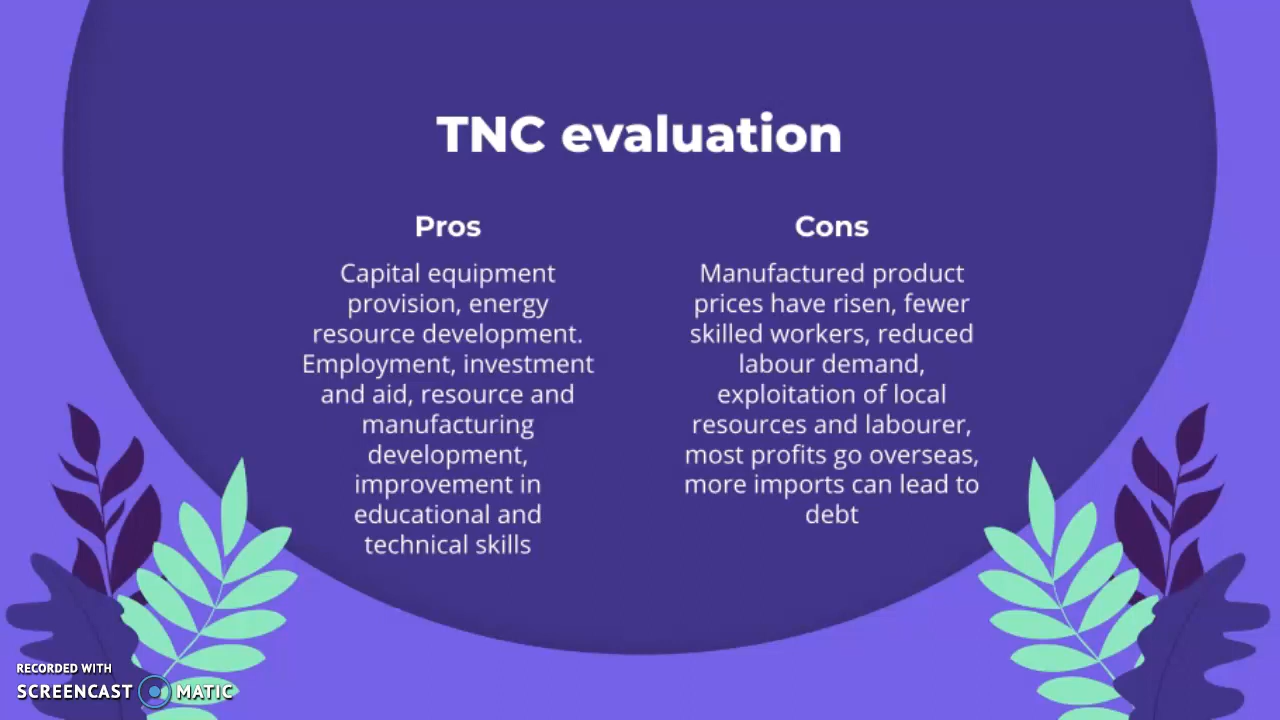 TNC evaluation
Pros
Capital equipment
provision, energy
resource development.
Employment, investment
and aid, resource and
manufacturing
development,
improvement in
educational and
technical skills
Cons
Manufactured product
prices have risen, fewer
skilled workers, reduced
labour demand,
exploitation of local
resources and labourer,
most profits go overseas,
more imports can lead to
debt
RECORDED WITH
SCREENCAST MATIC